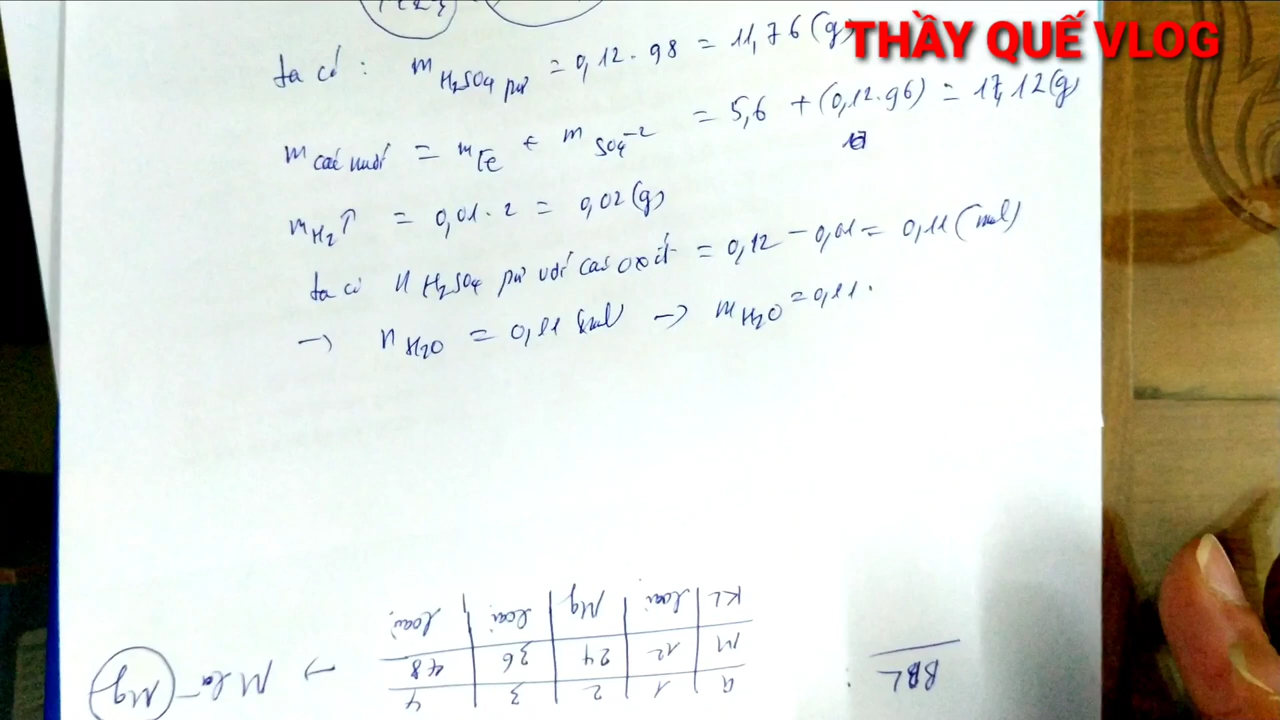 THẦY QUẾ VLOG
ta có : m H₂SO₄ pư = 0,12 . 98 = 11,76 (g)
m các muối = m Fe + m SO₄⁻² = 5,6 + (0,12.96) = 17,12 (g)
m H₂↑ = 0,01 . 2 = 0,02 (g)
ta có n H₂SO₄ pư với các oxit = 0,12 - 0,01 = 0,11 (mol)
→ n H₂O = 0,11 mol → m H₂O = 0,11 .
BBL :
a | 1 | 2 | 3 | 4
M | 12 | 24 | 36 | 48 → M là Mg
KL | loại | Mg | loại | loại